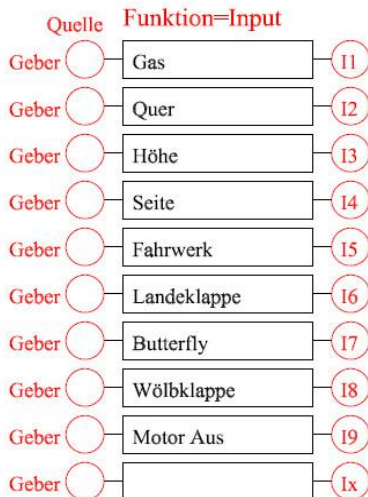 Quelle Funktion=Input
Geber Gas I1
Geber Quer I2
Geber Höhe I3
Geber Seite I4
Geber Fahrwerk I5
Geber Landeklappe I6
Geber Butterfly I7
Geber Wölbklappe I8
Geber Motor Aus I9
Geber Ix